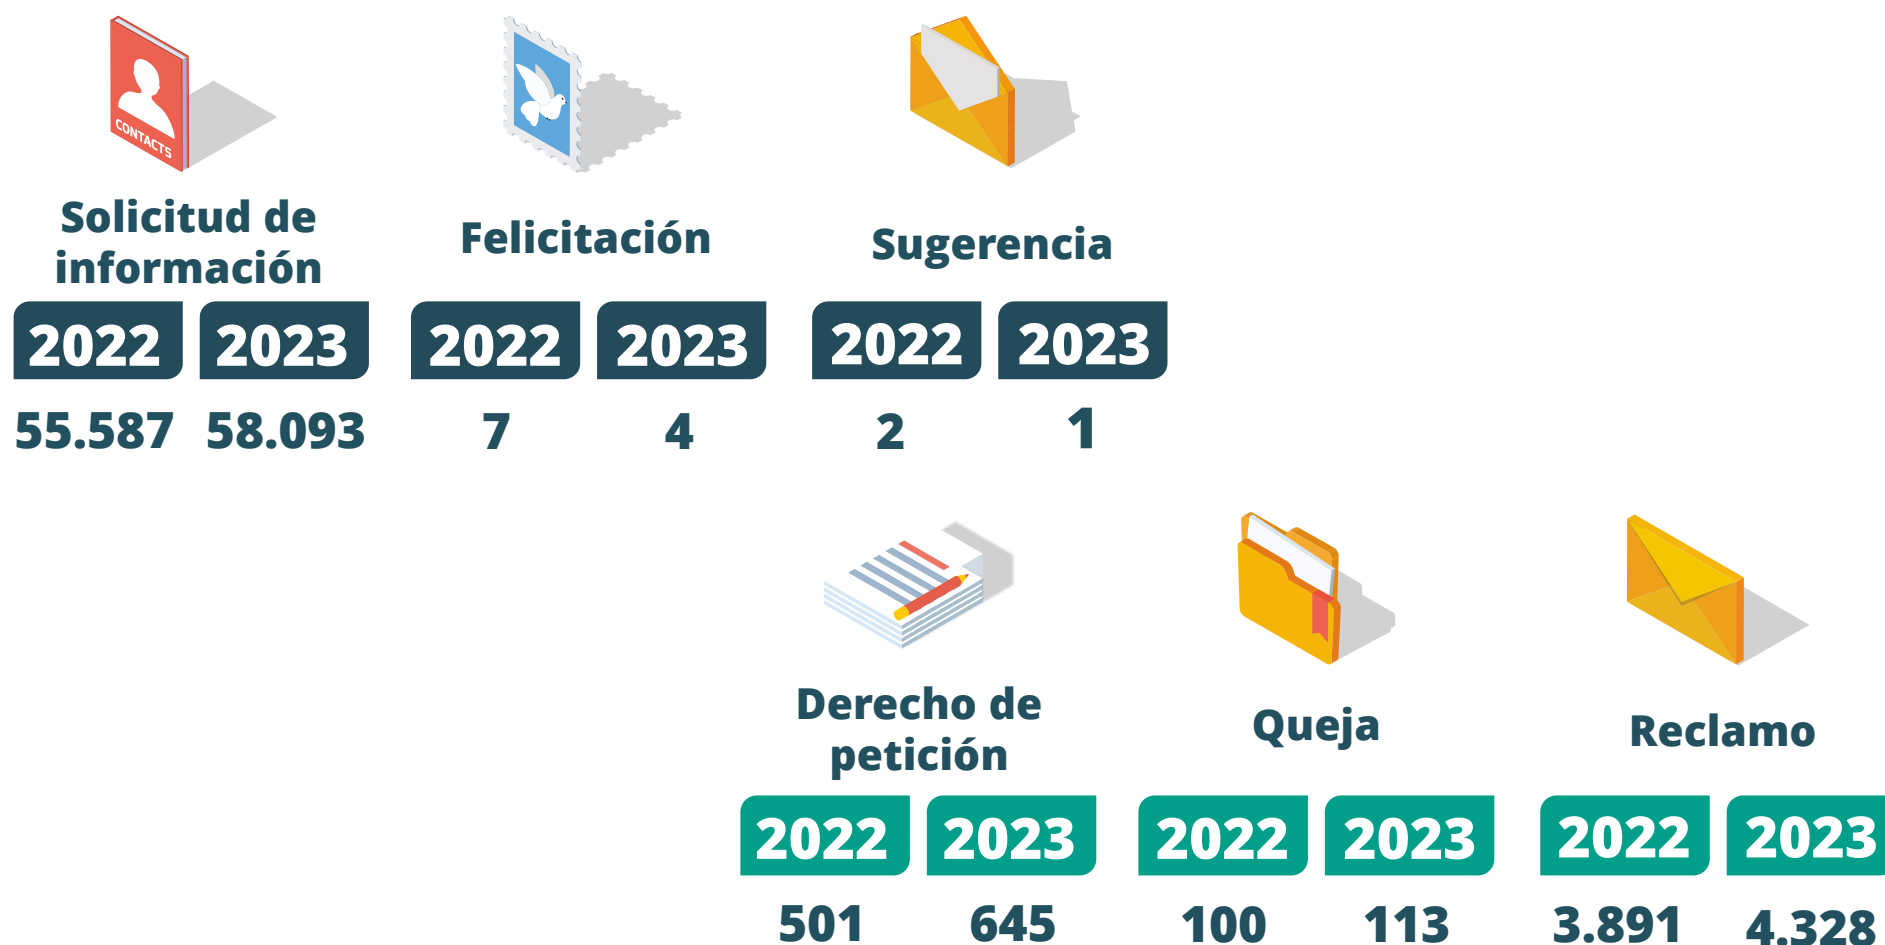 CONTACTS
Solicitud de
información
Felicitación
Sugerencia
2022 2023 2022 2023 2022 2023
55.587 58.093 7 4 2 1
Derecho de
petición
Queja
Reclamo
2022 2023 2022 2023 2022 2023
501 645 100 113 3.891 4.328